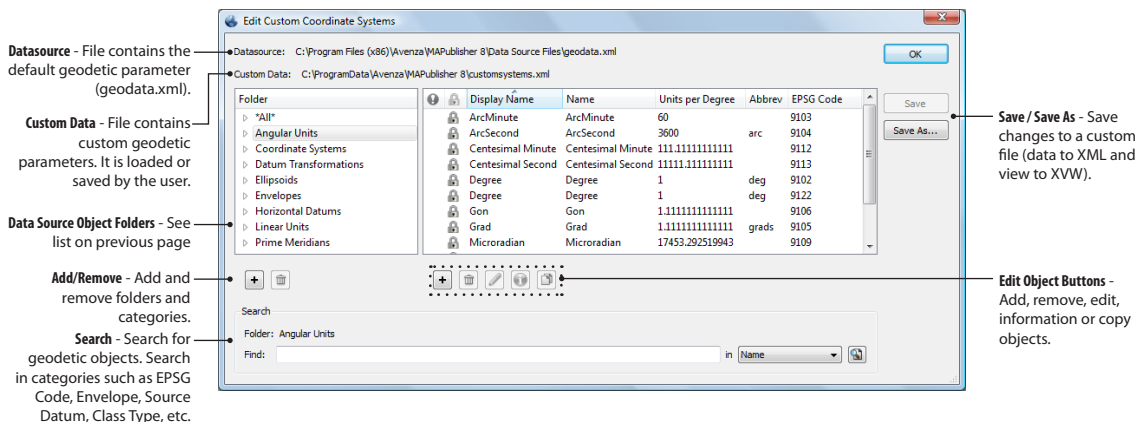 Edit Custom Coordinate Systems
Datasource - File contains the
default geodetic parameter
(geodata.xml).
Custom Data - File contains
custom geodetic
parameters. It is loaded or
saved by the user.
Data Source Object Folders - See
list on previous page
Add/Remove - Add and
remove folders and
categories.
Search - Search for
geodetic objects. Search
in categories such as EPSG
Code, Envelope, Source
Datum, Class Type, etc.
Datasource: C:\Program Files (x86)\Avenza\MAPublisher 8\Data Source Files\geodata.xml
Custom Data: C:\ProgramData\Avenza\MAPublisher 8\customsystems.xml
Folder
*All*
Angular Units
Coordinate Systems
Datum Transformations
Ellipsoids
Envelopes
Horizontal Datums
Linear Units
Prime Meridians
Display Name Name Units per Degree Abbrev EPSG Code
ArcMinute ArcMinute 60 9103
ArcSecond ArcSecond 3600 arc 9104
Centesimal Minute Centesimal Minute 111.11111111111 9112
Centesimal Second Centesimal Second 11111.11111111 9113
Degree Degree 1 deg 9102
Degree Degree 1 deg 9122
Gon Gon 1.1111111111111 9106
Grad Grad 1.1111111111111 grads 9105
Microradian Microradian 17453.292519943 9109
Search
Folder: Angular Units
Find:
in Name
OK
Save
Save As...
Save / Save As - Save
changes to a custom
file (data to XML and
view to XVW).
Edit Object Buttons -
Add, remove, edit,
information or copy
objects.